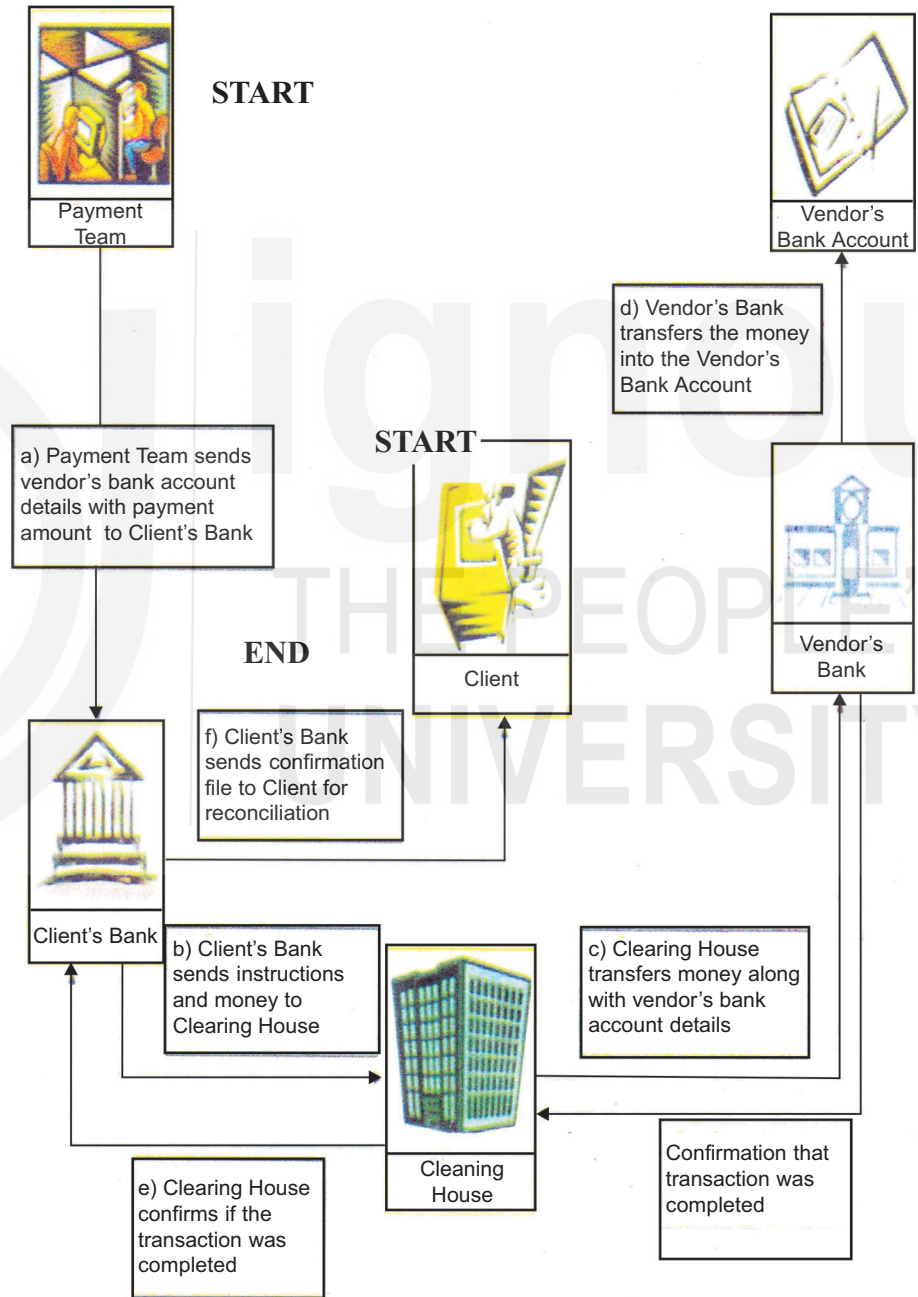 START
Payment
Team
Vendor's
Bank Account
d) Vendor's Bank
transfers the money
into the Vendor's
Bank Account
a) Payment Team sends
vendor's bank account
details with payment
amount to Client's Bank
START
Client
END
Vendor's
Bank
f) Client's Bank
sends confirmation
file to Client for
reconciliation
Client's Bank
b) Client's Bank
sends instructions
and money to
Clearing House
c) Clearing House
transfers money along
with vendor's bank
account details
Cleaning
House
e) Clearing House
confirms if the
transaction was
completed
Confirmation that
transaction was
completed
ignou
THE PEOPLE'
UNIVERSITY